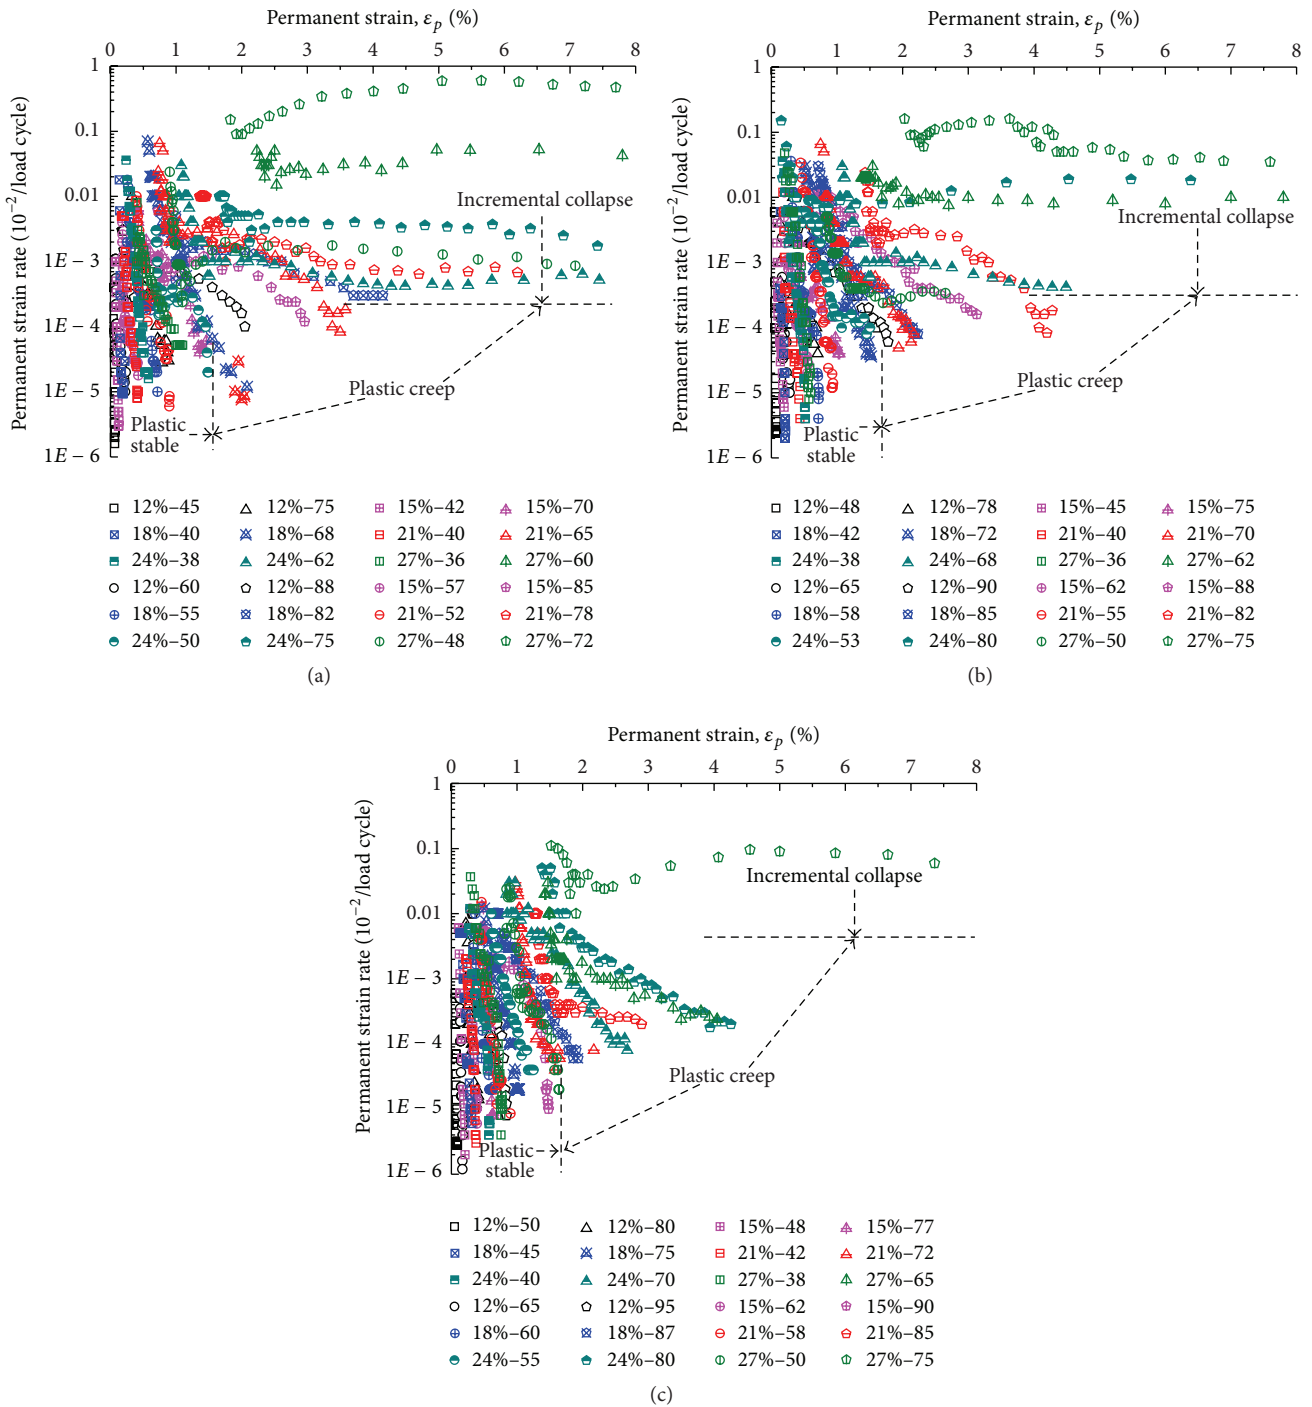 Permanent strain, εp (%)
0 1 2 3 4 5 6 7 8
1
0.1
0.01
1E − 3
1E − 4
1E − 5
1E − 6
Permanent strain rate (10−2/load cycle)
Incremental collapse
Plastic creep
Plastic
stable
12%–45 12%–75 15%–42 15%–70
18%–40 18%–68 21%–40 21%–65
24%–38 24%–62 27%–36 27%–60
12%–60 12%–88 15%–57 15%–85
18%–55 18%–82 21%–52 21%–78
24%–50 24%–75 27%–48 27%–72
(a)
Permanent strain, εp (%)
0 1 2 3 4 5 6 7 8
1
0.1
0.01
1E − 3
1E − 4
1E − 5
1E − 6
Permanent strain rate (10−2/load cycle)
Incremental collapse
Plastic creep
Plastic
stable
12%–48 12%–78 15%–45 15%–75
18%–42 18%–72 21%–40 21%–70
24%–38 24%–68 27%–36 27%–62
12%–65 12%–90 15%–62 15%–88
18%–58 18%–85 21%–55 21%–82
24%–53 24%–80 27%–50 27%–75
(b)
Permanent strain, εp (%)
0 1 2 3 4 5 6 7 8
1
0.1
0.01
1E − 3
1E − 4
1E − 5
1E − 6
Permanent strain rate (10−2/load cycle)
Incremental collapse
Plastic creep
Plastic
stable
12%–50 12%–80 15%–48 15%–77
18%–45 18%–75 21%–42 21%–72
24%–40 24%–70 27%–38 27%–65
12%–65 12%–95 15%–62 15%–90
18%–60 18%–87 21%–58 21%–85
24%–55 24%–80 27%–50 27%–75
(c)